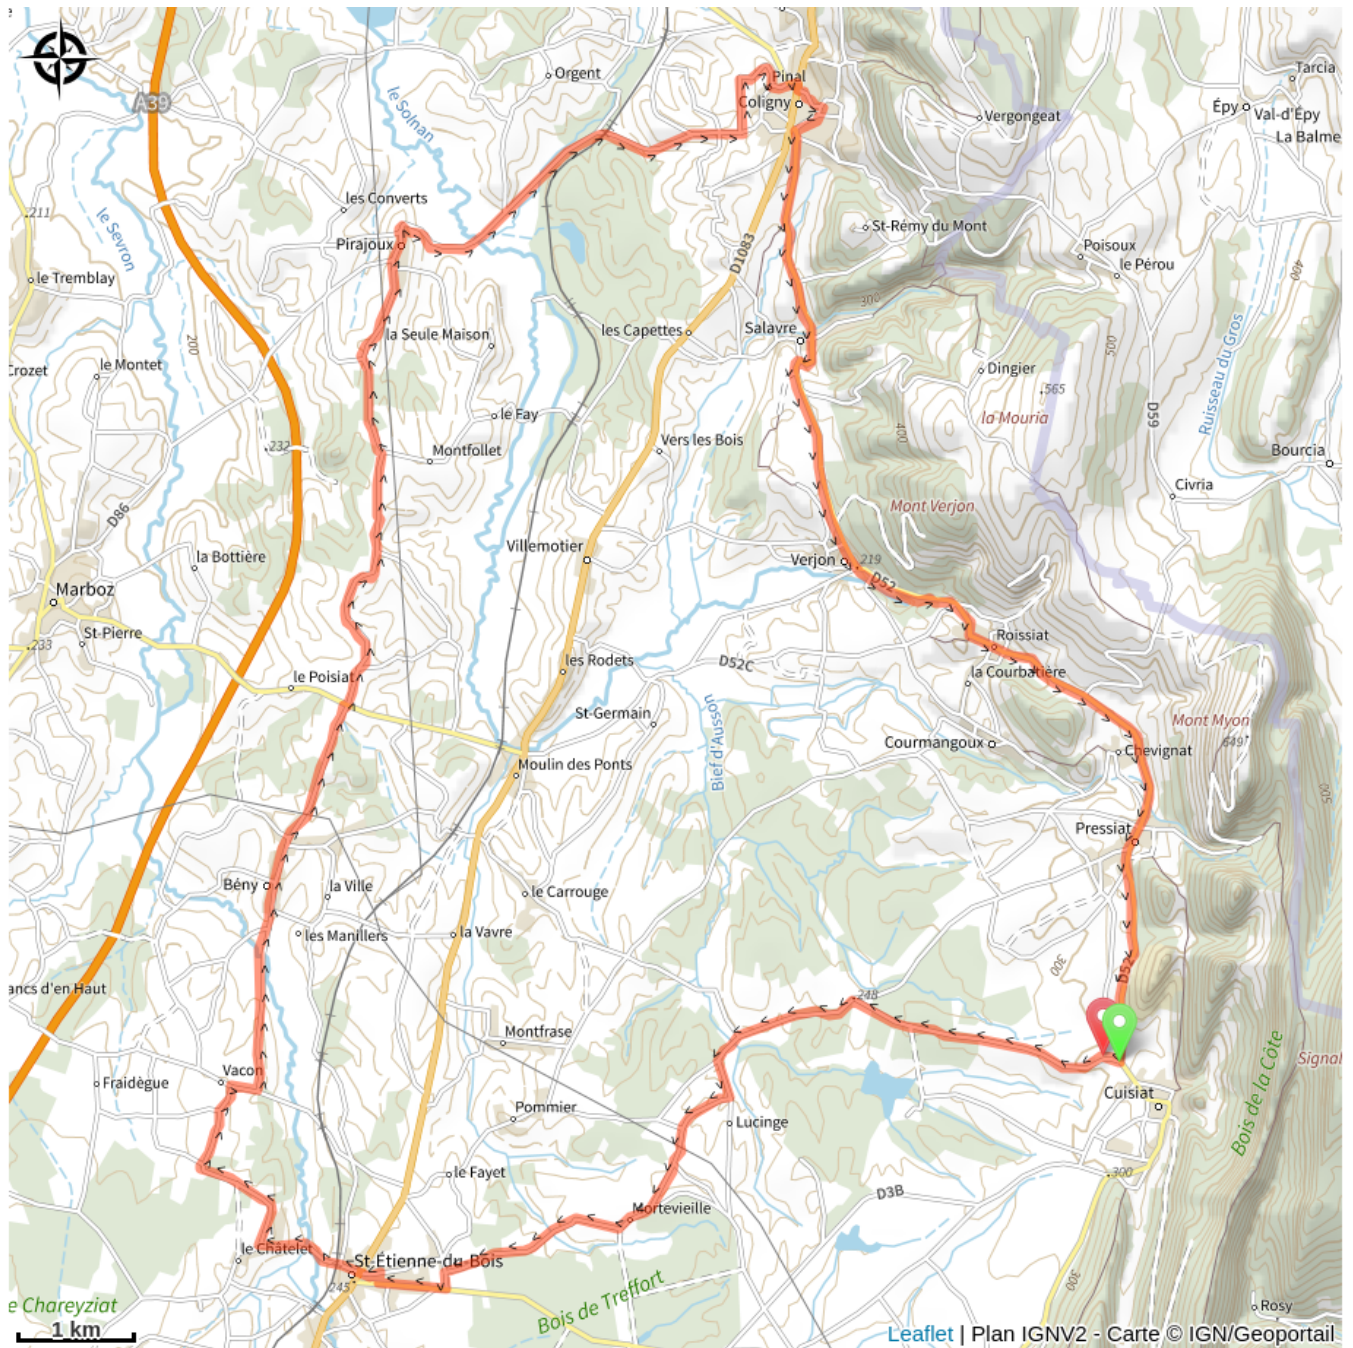 Orgent
Pinal
Coligny
Tarcia
Épy
Val-d'Épy
La Balme
A39
le Solnan
Vergongeat
les Converts
211
le Sevron
Pirajoux
St-Rémy du Mont
Poisoux
le Pérou
le Tremblay
D1083
400
300
200
la Seule Maison
les Capettes
Salavre
Ruisseau du Gros
500
Crozet
le Montet
Dingier
565
le Fay
la Mouria
D59
400
232
Montfollet
Vers les Bois
Bourcia
Civria
D86
Mont Verjon
Villemotier
la Bottière
Verjon
219
D52
Marboz
St-Pierre
233
Roissiat
les Rodets
D52C
la Courbatière
le Poisiat
St-Germain
Bief d'Ausson
Mont Myon
649
Courmangoux
Chevignat
Moulin des Ponts
500
Pressiat
Bény
la Ville
le Carrouge
les Manillers
la Vavre
300
D52
ancs d'en Haut
248
Montfrase
Bois de la Côte
Signal
Vacon
Fraidègue
Cuisiat
Pommier
Lucinge
le Fayet
300
D3B
Mortevieille
le Châtelet
St-Étienne-du-Bois
245
300
Bois de Treffort
e Chareyziat
Rosy
1 km
Leaflet | Plan IGNV2 - Carte © IGN/Geoportail